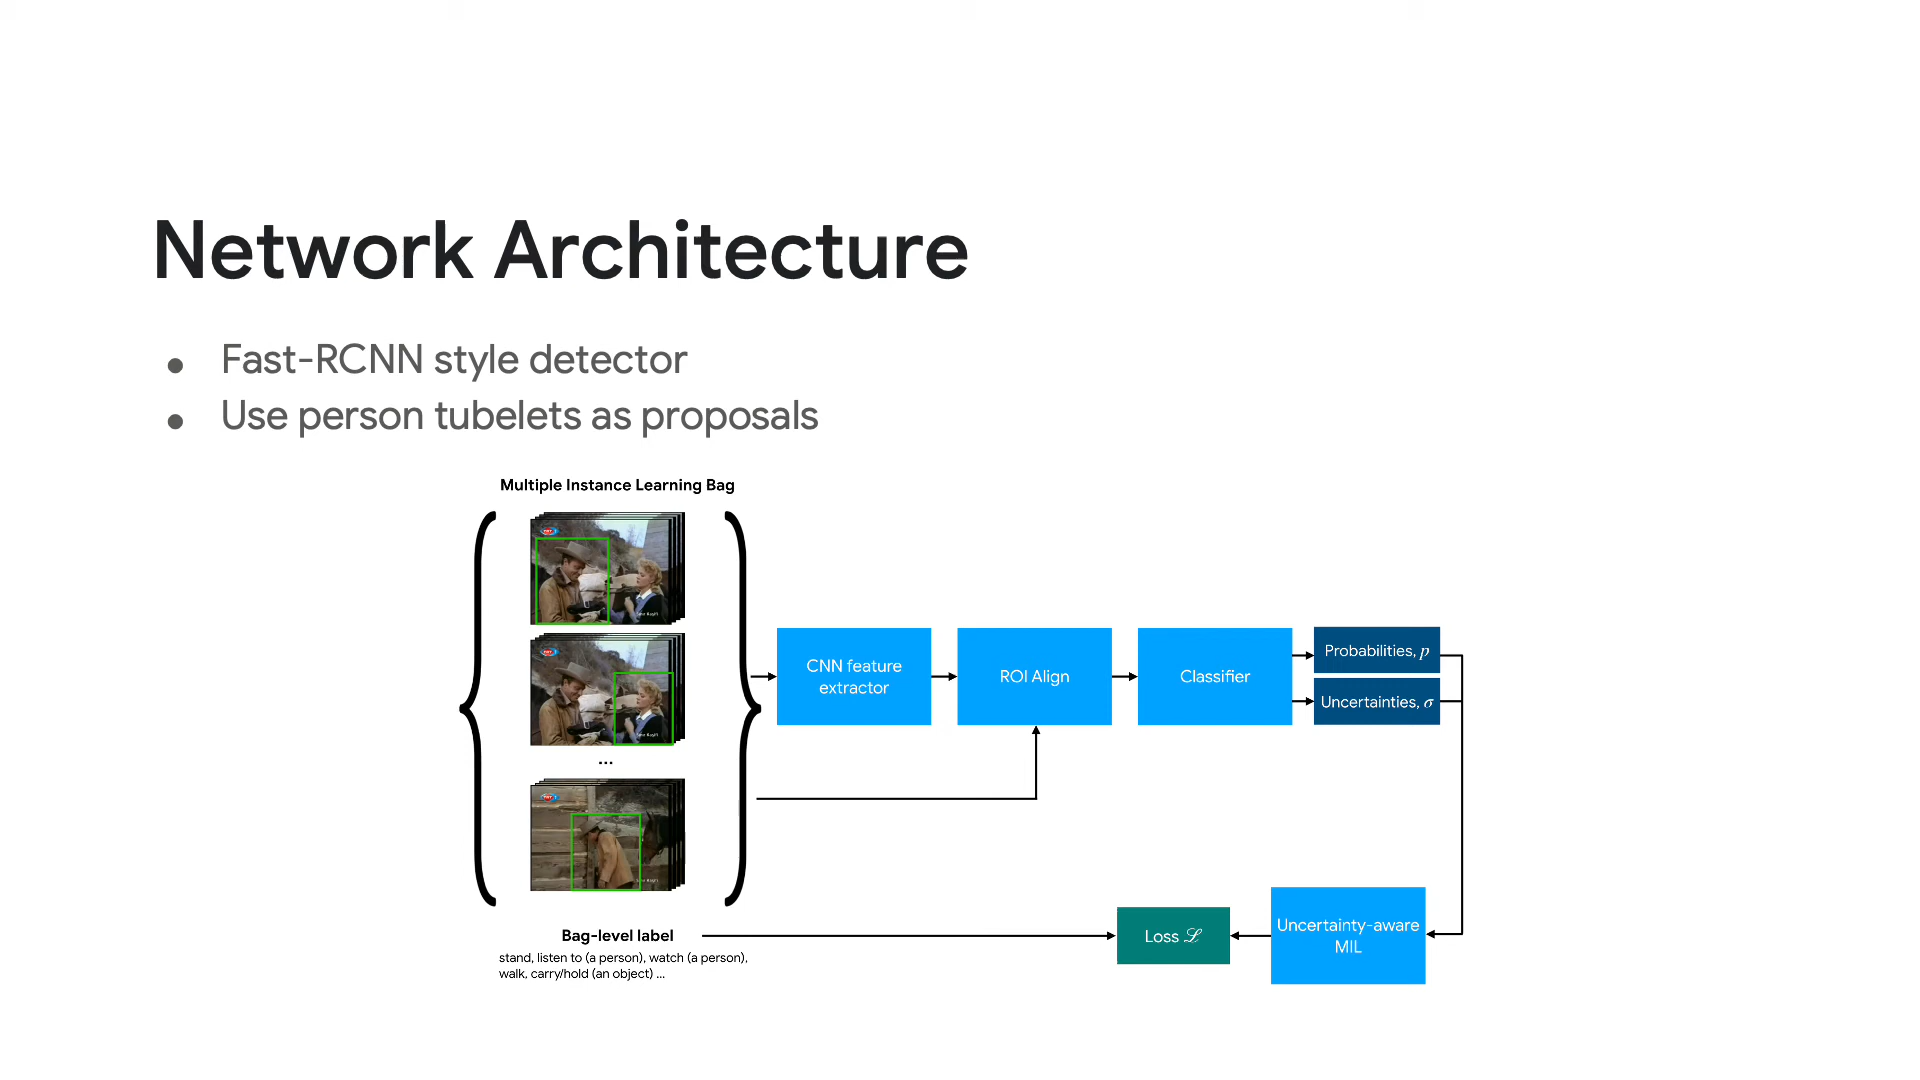 Network Architecture
● Fast-RCNN style detector
● Use person tubelets as proposals
Multiple Instance Learning Bag
...
CNN feature
extractor
ROI Align
Classifier
Probabilities, p
Uncertainties, σ
Bag-level label
stand, listen to (a person), watch (a person),
walk, carry/hold (an object) ...
Loss ℒ
Uncertainty-aware
MIL